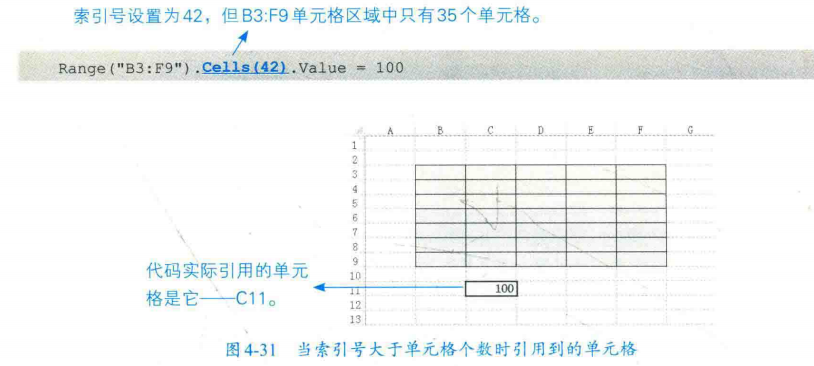 索引号设置为42，但B3:F9单元格区域中只有35个单元格。
Range("B3:F9").Cells(42).Value = 100
A B C D E F G
1
2
3
4
5
6
7
8
9
10
11 100
12
13
代码实际引用的单元
格是它——C11。
图4-31 当索引号大于单元格个数时引用到的单元格